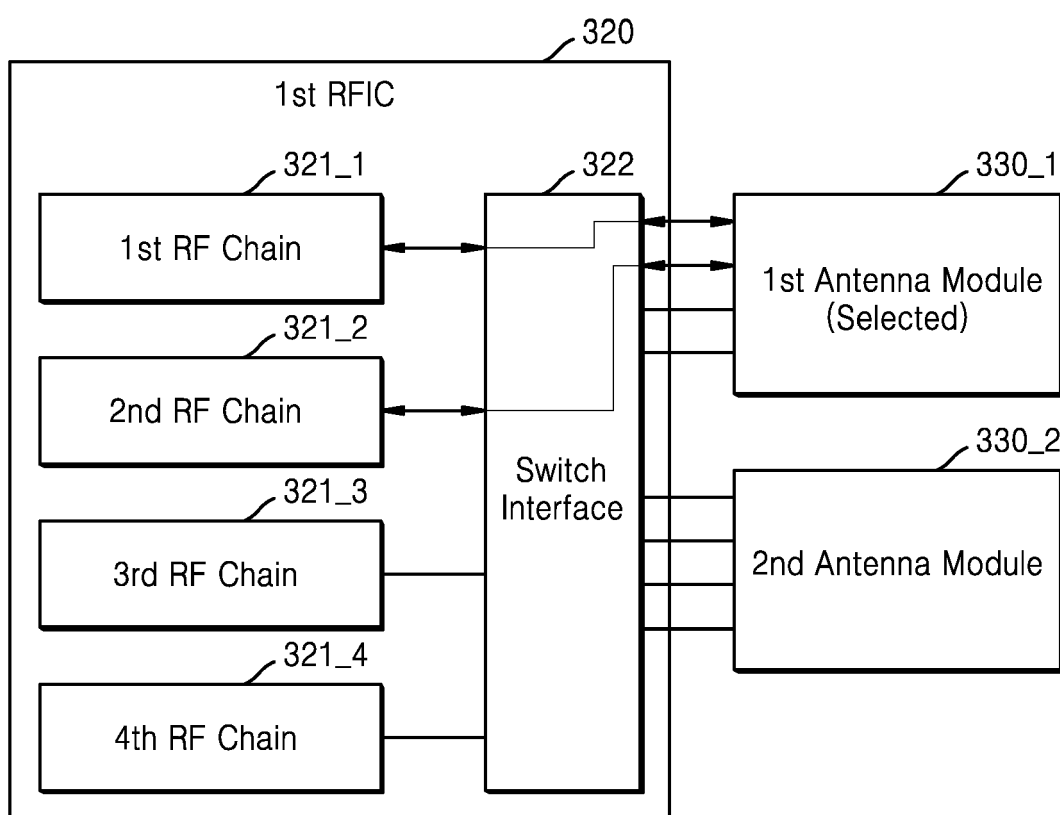 320
1st RFIC
321_1
322
330_1
1st RF Chain
1st Antenna Module
(Selected)
321_2
2nd RF Chain
330_2
Switch
Interface
321_3
3rd RF Chain
2nd Antenna Module
321_4
4th RF Chain